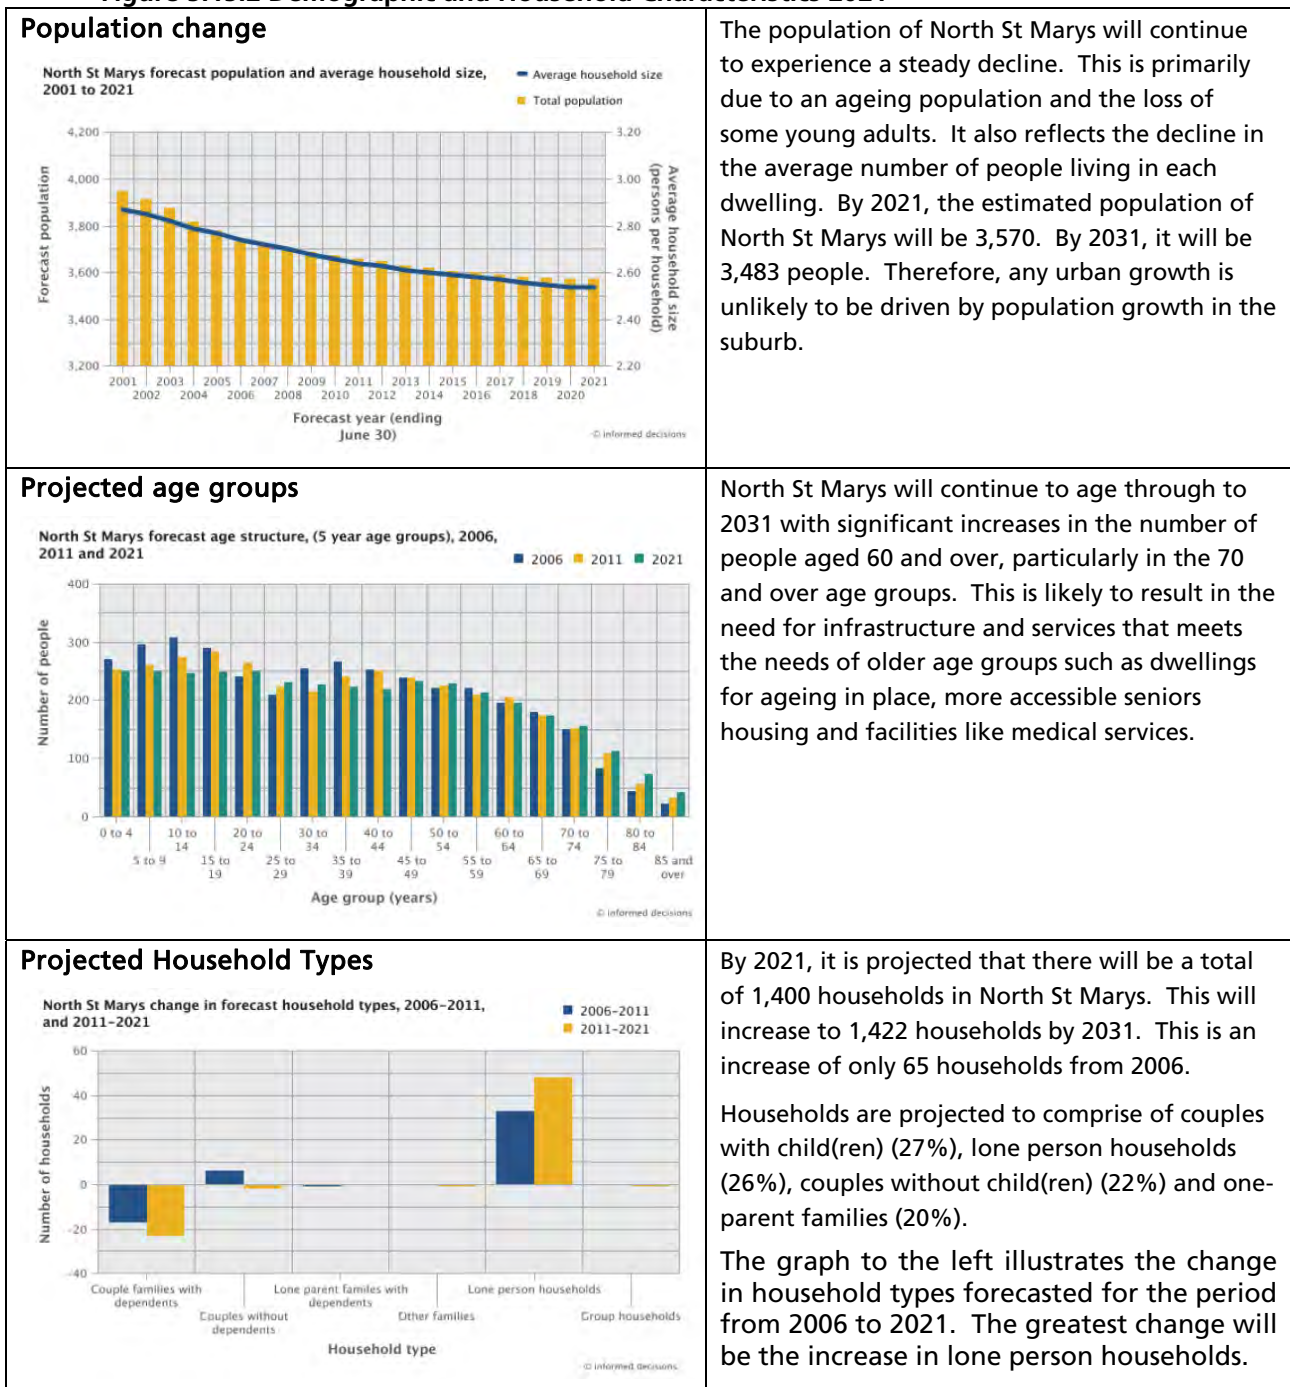 Population change
North St Marys forecast population and average household size,
2001 to 2021
Average household size
Total population
4,200
4,000
3,800
3,600
3,400
3,200
3.20
3.00
2.80
2.60
2.40
2.20
Forecast population
Average household size
(persons per household)
2001 2003 2005 2007 2009 2011 2013 2015 2017 2019 2021
2002 2004 2006 2008 2010 2012 2014 2016 2018 2020
Forecast year (ending
June 30)
© informed decisions
The population of North St Marys will continue
to experience a steady decline. This is primarily
due to an ageing population and the loss of
some young adults. It also reflects the decline in
the average number of people living in each
dwelling. By 2021, the estimated population of
North St Marys will be 3,570. By 2031, it will be
3,483 people. Therefore, any urban growth is
unlikely to be driven by population growth in the
suburb.
Projected age groups
North St Marys forecast age structure, (5 year age groups), 2006,
2011 and 2021
2006 2011 2021
400
300
200
100
0
Number of people
0 to 4 10 to 20 to 30 to 40 to 50 to 60 to 70 to 80 to
14 24 34 44 54 64 74 84
5 to 9 15 to 25 to 35 to 45 to 55 to 65 to 75 to 85 and
19 29 39 49 59 69 79 over
Age group (years)
© informed decisions
North St Marys will continue to age through to
2031 with significant increases in the number of
people aged 60 and over, particularly in the 70
and over age groups. This is likely to result in the
need for infrastructure and services that meets
the needs of older age groups such as dwellings
for ageing in place, more accessible seniors
housing and facilities like medical services.
Projected Household Types
North St Marys change in forecast household types, 2006–2011,
and 2011–2021
2006–2011
2011–2021
60
40
20
0
-20
-40
Number of households
Couple families with Lone parent familes with Lone person households
dependents dependents
Couples without Other families Group households
dependents
Household type
© informed decisions
By 2021, it is projected that there will be a total
of 1,400 households in North St Marys. This will
increase to 1,422 households by 2031. This is an
increase of only 65 households from 2006.
Households are projected to comprise of couples
with child(ren) (27%), lone person households
(26%), couples without child(ren) (22%) and one-
parent families (20%).
The graph to the left illustrates the change
in household types forecasted for the period
from 2006 to 2021. The greatest change will
be the increase in lone person households.